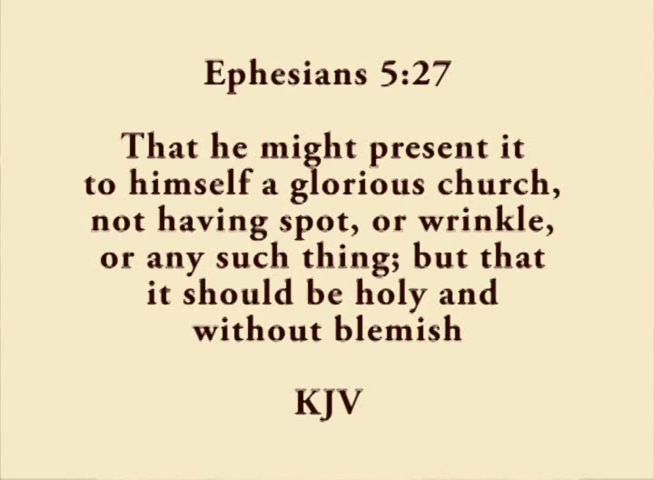 Ephesians 5:27
That he might present it
to himself a glorious church,
not having spot, or wrinkle,
or any such thing; but that
it should be holy and
without blemish
KJV